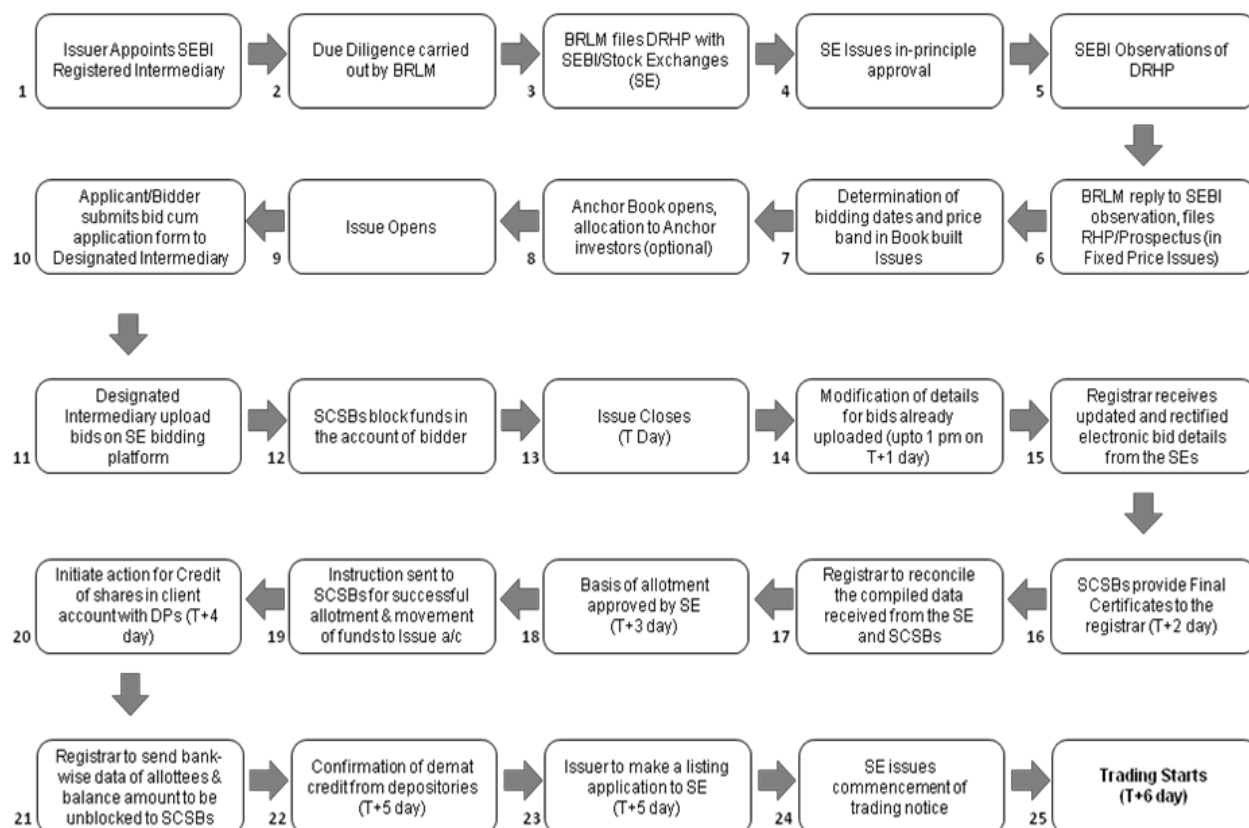 Issuer Appoints SEBI
Registered Intermediary
1
Due Diligence carried
out by BRLM
2
BRLM files DRHP with
SEBI/Stock Exchanges
(SE)
3
SE Issues in-principle
approval
4
SEBI Observations of
DRHP
5
BRLM reply to SEBI
observation, files
RHP/Prospectus (in
Fixed Price Issues)
6
Determination of
bidding dates and price
band in Book built
Issues
7
Anchor Book opens,
allocation to Anchor
investors (optional)
8
Issue Opens
9
Applicant/Bidder
submits bid cum
application form to
Designated Intermediary
10
Designated
Intermediary upload
bids on SE bidding
platform
11
SCSBs block funds in
the account of bidder
12
Issue Closes
(T Day)
13
Modification of details
for bids already
uploaded (upto 1 pm on
T+1 day)
14
Registrar receives
updated and rectified
electronic bid details
from the SEs
15
SCSBs provide Final
Certificates to the
registrar (T+2 day)
16
Registrar to reconcile
the compiled data
received from the SE
and SCSBs
17
Basis of allotment
approved by SE
(T+3 day)
18
Instruction sent to
SCSBs for successful
allotment & movement
of funds to Issue a/c
19
Initiate action for Credit
of shares in client
account with DPs (T+4
day)
20
Registrar to send bank-
wise data of allottees &
balance amount to be
unblocked to SCSBs
21
Confirmation of demat
credit from depositories
(T+5 day)
22
Issuer to make a listing
application to SE
(T+5 day)
23
SE issues
commencement of
trading notice
24
Trading Starts
(T+6 day)
25